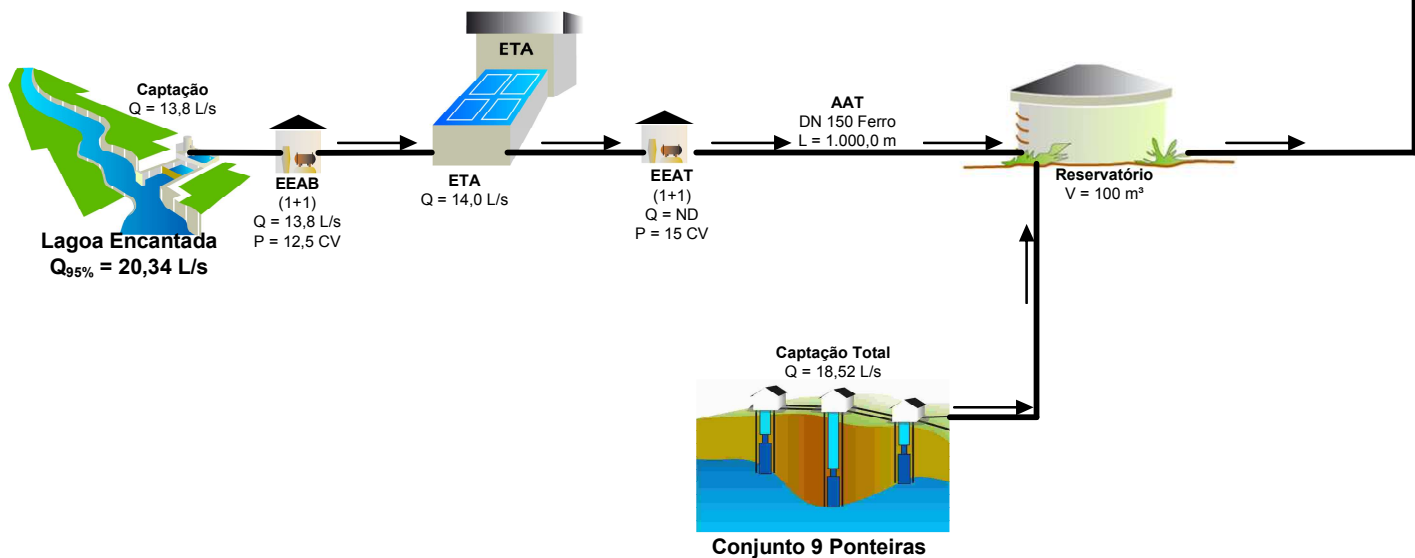 Captação
Q = 13,8 L/s
Lagoa Encantada
Q95% = 20,34 L/s
EEAB
(1+1)
Q = 13,8 L/s
P = 12,5 CV
ETA
ETA
Q = 14,0 L/s
EEAT
(1+1)
Q = ND
P = 15 CV
AAT
DN 150 Ferro
L = 1.000,0 m
Reservatório
V = 100 m³
Captação Total
Q = 18,52 L/s
Conjunto 9 Ponteiras